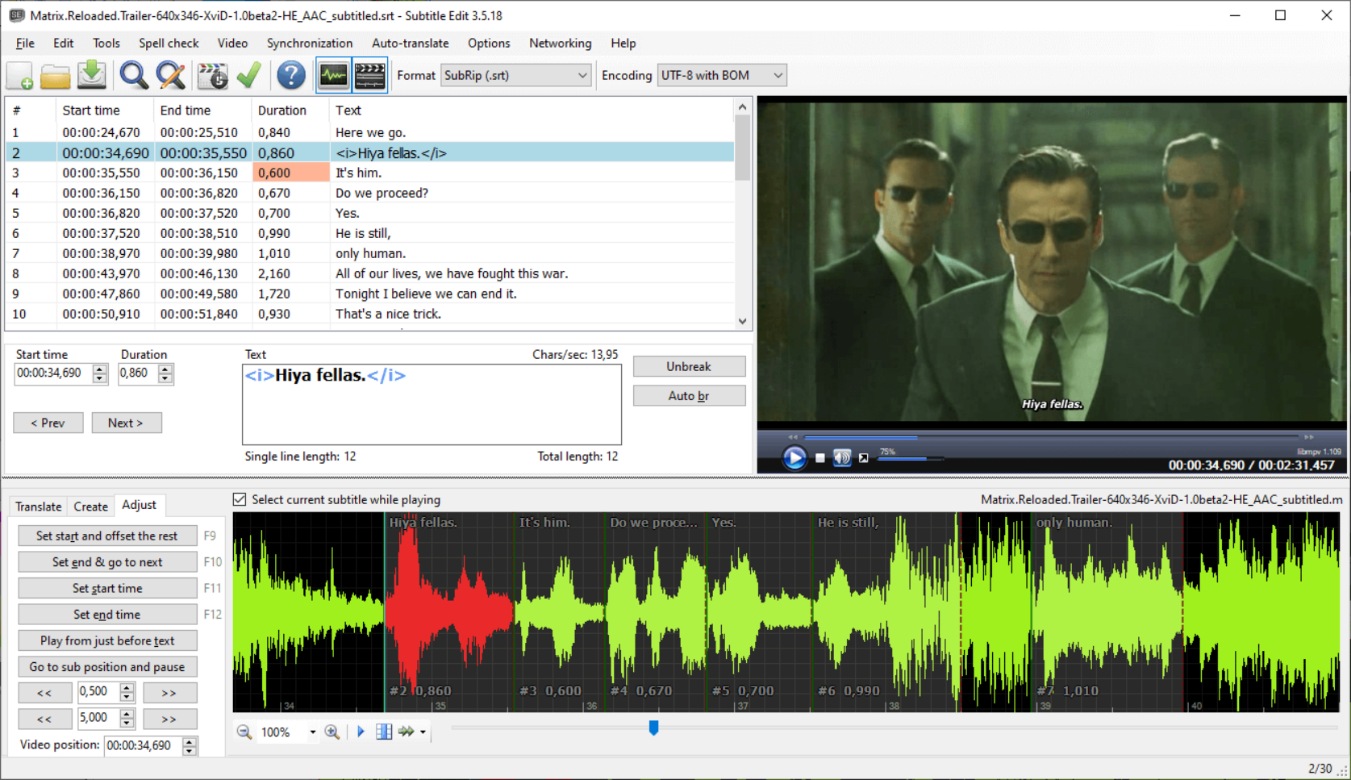 Matrix.Reloaded.Trailer-640x346-XviD-1.0beta2-HE_AAC_subtitled.srt - Subtitle Edit 3.5.18
File Edit Tools Spell check Video Synchronization Auto-translate Options Networking Help
Format SubRip (.srt) Encoding UTF-8 with BOM
# Start time End time Duration Text
1 00:00:24,670 00:00:25,510 0,840 Here we go.
2 00:00:34,690 00:00:35,550 0,860 <i>Hiya fellas.</i>
3 00:00:35,550 00:00:36,150 0,600 It's him.
4 00:00:36,150 00:00:36,820 0,670 Do we proceed?
5 00:00:36,820 00:00:37,520 0,700 Yes.
6 00:00:37,520 00:00:38,510 0,990 He is still,
7 00:00:38,970 00:00:39,980 1,010 only human.
8 00:00:43,970 00:00:46,130 2,160 All of our lives, we have fought this war.
9 00:00:47,860 00:00:49,580 1,720 Tonight I believe we can end it.
10 00:00:50,910 00:00:51,840 0,930 That's a nice trick.
Start time Duration Text Chars/sec: 13,95
00:00:34,690 0,860 <i>Hiya fellas.</i>
Unbreak
Auto br
< Prev Next >
Single line length: 12 Total length: 12
Hiya fellas.
75%
libmpv 1.109
00:00:34,690 / 00:02:31,457
Translate Create Adjust
Select current subtitle while playing
Matrix.Reloaded.Trailer-640x346-XviD-1.0beta2-HE_AAC_subtitled.m
Set start and offset the rest F9
Set end & go to next F10
Set start time F11
Set end time F12
Play from just before text
Go to sub position and pause
<< 0,500 >>
<< 5,000 >>
Video position: 00:00:34,690
Hiya fellas. It's him. Do we proce... Yes. He is still, only human.
#2 0,860 #3 0,600 #4 0,670 #5 0,700 #6 0,990 #7 1,010
34 35 36 37 38 39 40
100%
2/30